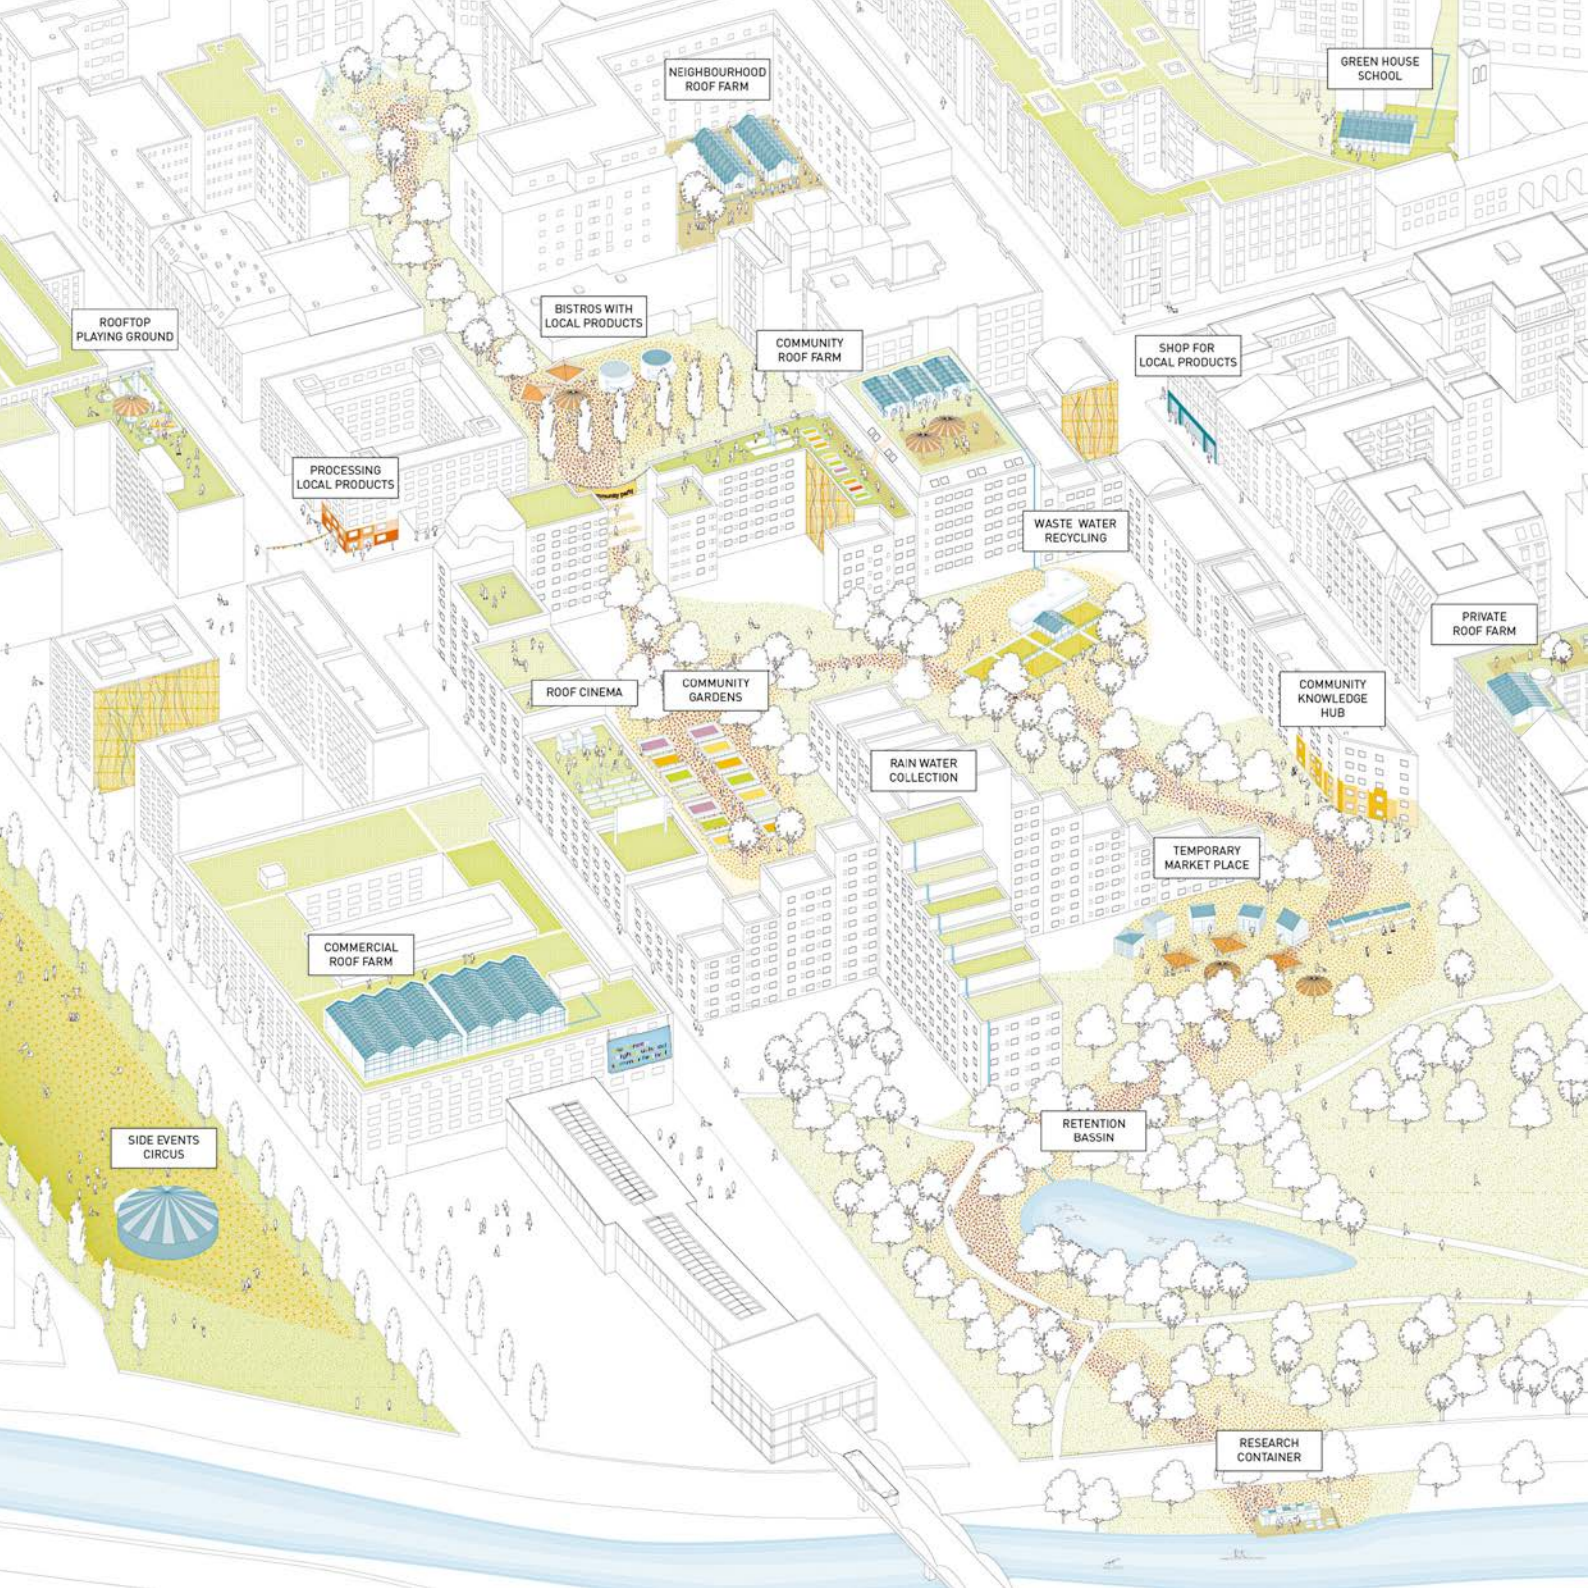 NEIGHBOURHOOD
ROOF FARM
GREEN HOUSE
SCHOOL
ROOFTOP
PLAYING GROUND
BISTROS WITH
LOCAL PRODUCTS
COMMUNITY
ROOF FARM
SHOP FOR
LOCAL PRODUCTS
PROCESSING
LOCAL PRODUCTS
WASTE WATER
RECYCLING
PRIVATE
ROOF FARM
ROOF CINEMA
COMMUNITY
GARDENS
COMMUNITY
KNOWLEDGE
HUB
RAIN WATER
COLLECTION
TEMPORARY
MARKET PLACE
COMMERCIAL
ROOF FARM
SIDE EVENTS
CIRCUS
RETENTION
BASSIN
RESEARCH
CONTAINER